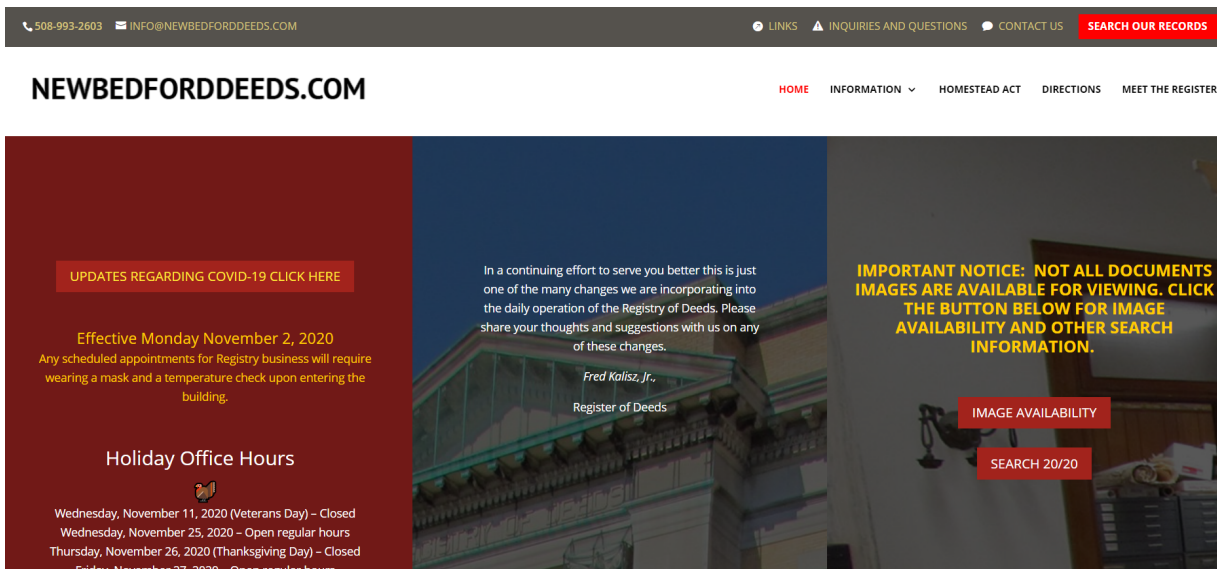 508-993-2603 INFO@NEWBEDFORDDEEDS.COM LINKS INQUIRIES AND QUESTIONS CONTACT US SEARCH OUR RECORDS
NEWBEDFORDDEEDS.COM
HOME INFORMATION HOMESTEAD ACT DIRECTIONS MEET THE REGISTER
UPDATES REGARDING COVID-19 CLICK HERE
Effective Monday November 2, 2020
Any scheduled appointments for Registry business will require
wearing a mask and a temperature check upon entering the
building.
Holiday Office Hours
Wednesday, November 11, 2020 (Veterans Day) – Closed
Wednesday, November 25, 2020 – Open regular hours
Thursday, November 26, 2020 (Thanksgiving Day) – Closed
Friday, November 27, 2020 – Open regular hours
In a continuing effort to serve you better this is just
one of the many changes we are incorporating into
the daily operation of the Registry of Deeds. Please
share your thoughts and suggestions with us on any
of these changes.
Fred Kalisz, Jr.,
Register of Deeds
IMPORTANT NOTICE: NOT ALL DOCUMENTS
IMAGES ARE AVAILABLE FOR VIEWING. CLICK
THE BUTTON BELOW FOR IMAGE
AVAILABILITY AND OTHER SEARCH
INFORMATION.
IMAGE AVAILABILITY
SEARCH 20/20